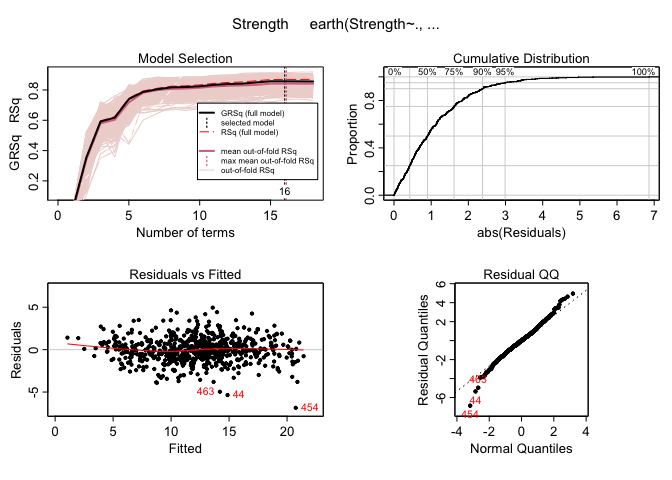 Strength earth(Strength~., ...
Model Selection
GRSq RSq
0.2 0.4 0.6 0.8
GRSq (full model)
selected model
RSq (full model)
mean out-of-fold RSq
max mean out-of-fold RSq
out-of-fold RSq
16
0 5 10 15
Number of terms
Cumulative Distribution
0% 50% 75% 90% 95% 100%
Proportion
0.0 0.4 0.8
0 1 2 3 4 5 6 7
abs(Residuals)
Residuals vs Fitted
Residuals
-5 0 5
463
44
454
0 5 10 15 20
Fitted
Residual QQ
Residual Quantiles
-6 -2 2 4 6
463
44
454
-4 -2 0 2 4
Normal Quantiles